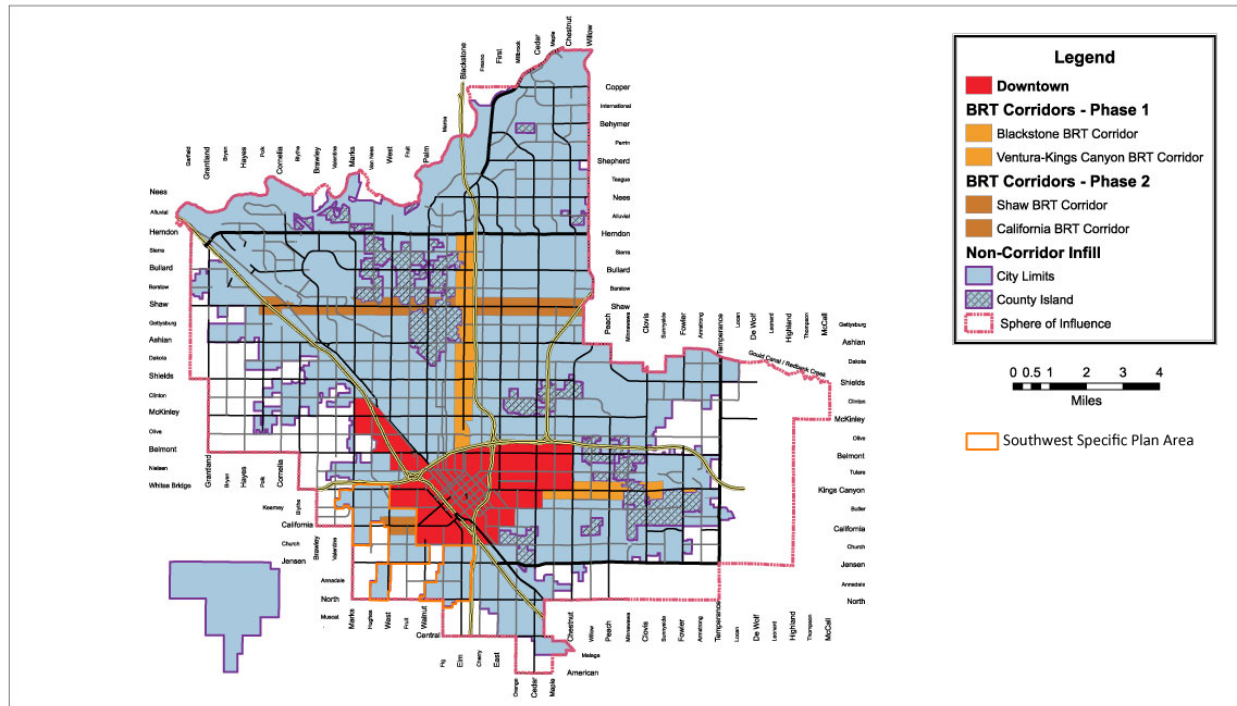 Blackstone
Fresno
First
Millbrook
Cedar
Maple
Chestnut
Willow
Copper
International
Behymer
Perrin
Shepherd
Teague
Nees
Alluvial
Herndon
Sierra
Bullard
Barstow
Shaw
Garfield
Grantland
Bryan
Hayes
Polk
Cornelia
Blythe
Brawley
Valentine
Marks
Van Ness
West
Fruit
Palm
Maroa
Nees
Alluvial
Herndon
Sierra
Bullard
Barstow
Shaw
Gettysburg
Ashlan
Dakota
Shields
Clinton
McKinley
Olive
Belmont
Nielsen
Whites Bridge
Grantland
Bryan
Hayes
Polk
Cornelia
Kearney
Blythe
California
Church
Jensen
Brawley
Valentine
Annadale
North
Muscat
Marks
Hughes
West
Fruit
Walnut
Central
Fig
Elm
Cherry
East
Orange
Cedar
Maple
American
Malaga
Peach
Minnewawa
Clovis
Sunnyside
Fowler
Armstrong
Temperance
Locan
De Wolf
Leonard
Highland
Thompson
McCall
Gettysburg
Ashlan
Dakota
Gould Canal / Redbank Creek
Shields
Clinton
McKinley
Olive
Belmont
Tulare
Kings Canyon
Butler
California
Church
Jensen
Annadale
North
Chestnut
Willow
Peach
Minnewawa
Clovis
Sunnyside
Fowler
Armstrong
Temperance
Locan
De Wolf
Leonard
Highland
Thompson
McCall
Legend
Downtown
BRT Corridors - Phase 1
Blackstone BRT Corridor
Ventura-Kings Canyon BRT Corridor
BRT Corridors - Phase 2
Shaw BRT Corridor
California BRT Corridor
Non-Corridor Infill
City Limits
County Island
Sphere of Influence
0 0.5 1 2 3 4
Miles
Southwest Specific Plan Area